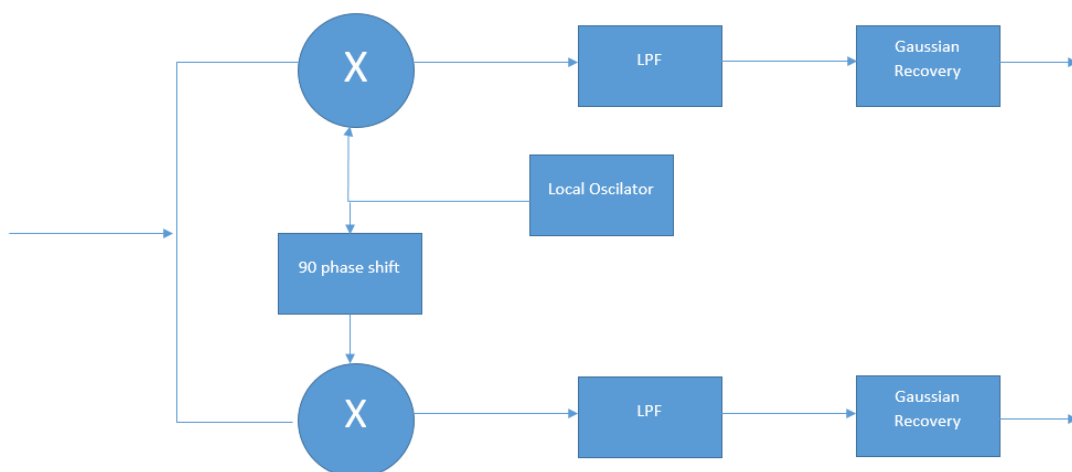 X
LPF
Gaussian
Recovery
Local Oscilator
90 phase shift
X
LPF
Gaussian
Recovery